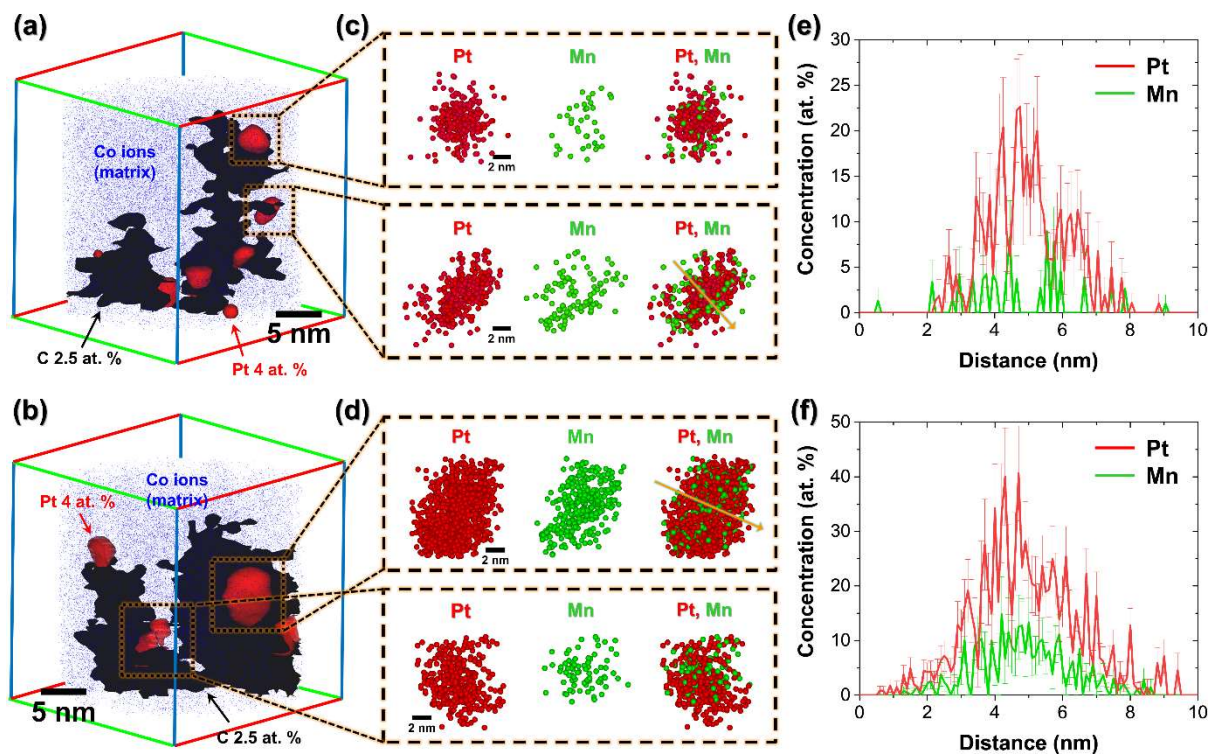 (a)
Co ions
(matrix)
5 nm
C 2.5 at. %
Pt 4 at. %
(c)
Pt
Mn
Pt, Mn
2 nm
Pt
Mn
Pt, Mn
2 nm
(e)
30
25
20
15
10
5
0
Concentration (at. %)
Pt
Mn
0 2 4 6 8 10
Distance (nm)
(b)
Pt 4 at. %
Co ions
(matrix)
5 nm
C 2.5 at. %
(d)
Pt
Mn
Pt, Mn
2 nm
Pt
Mn
Pt, Mn
2 nm
(f)
50
40
30
20
10
0
Concentration (at. %)
Pt
Mn
0 2 4 6 8 10
Distance (nm)